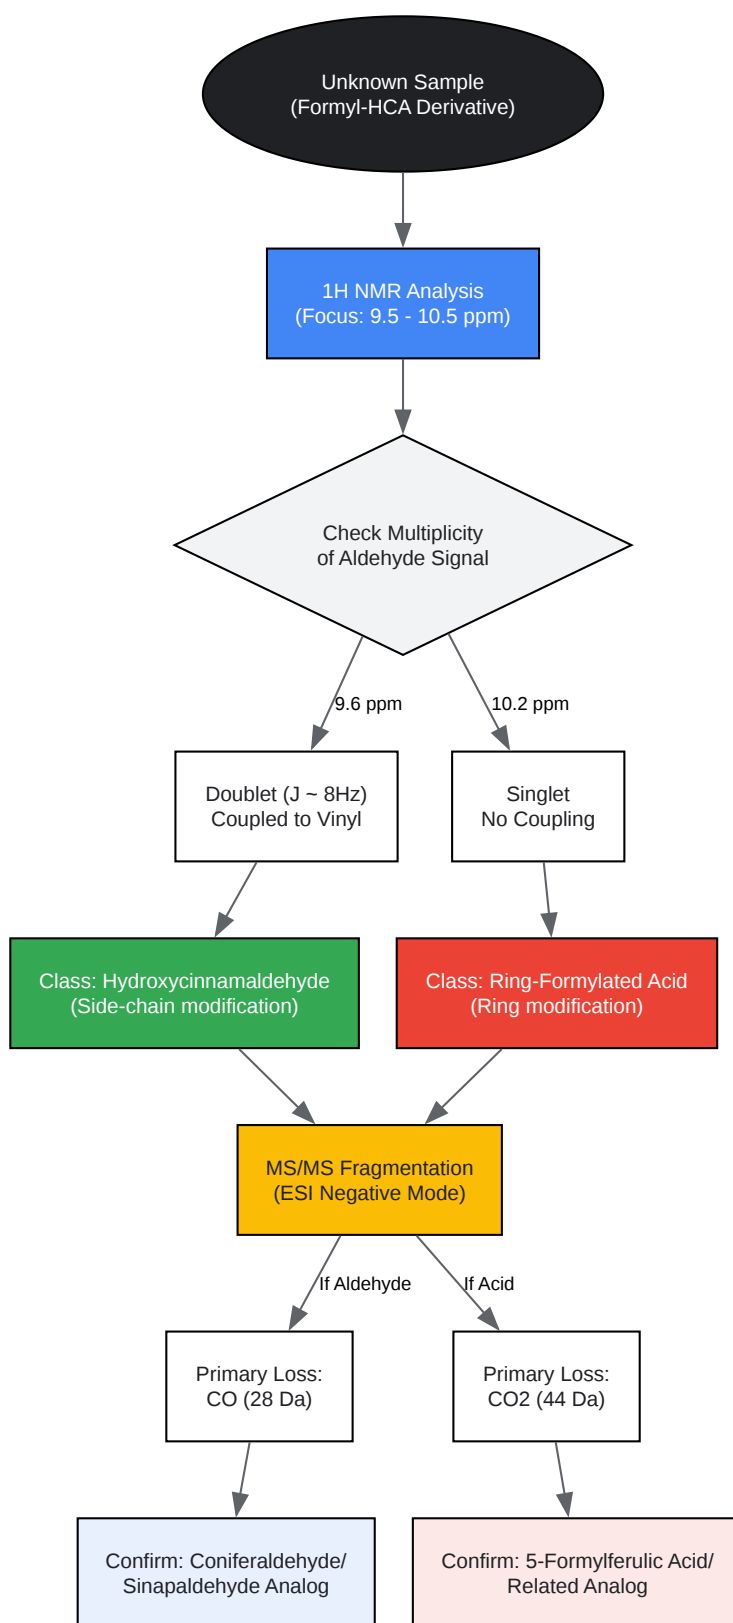 Unknown Sample
(Formyl-HCA Derivative)
1H NMR Analysis
(Focus: 9.5 - 10.5 ppm)
Check Multiplicity
of Aldehyde Signal
9.6 ppm
10.2 ppm
Doublet (J ~ 8Hz)
Coupled to Vinyl
Singlet
No Coupling
Class: Hydroxycinnamaldehyde
(Side-chain modification)
Class: Ring-Formylated Acid
(Ring modification)
MS/MS Fragmentation
(ESI Negative Mode)
If Aldehyde
If Acid
Primary Loss:
CO (28 Da)
Primary Loss:
CO2 (44 Da)
Confirm: Coniferaldehyde/
Sinapaldehyde Analog
Confirm: 5-Formylferulic Acid/
Related Analog